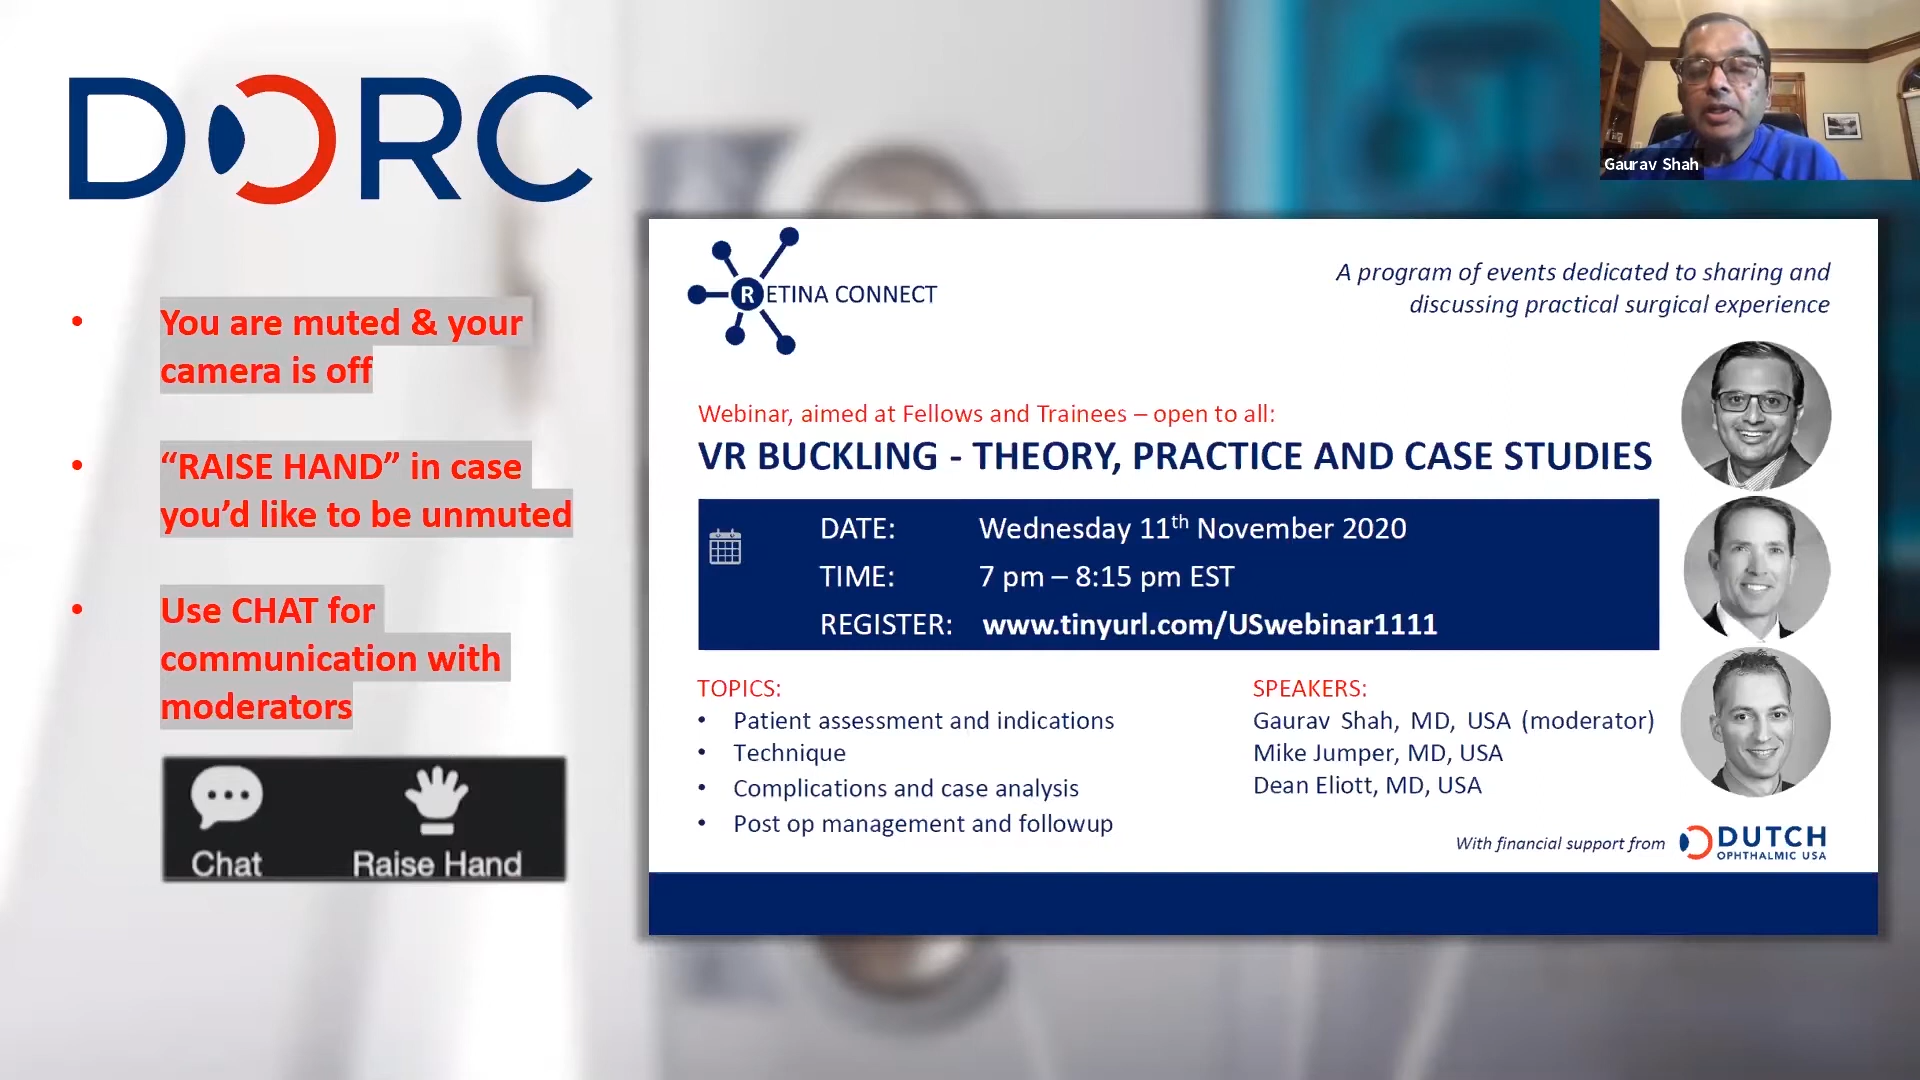 DORC
• You are muted & your
camera is off
• “RAISE HAND” in case
you’d like to be unmuted
• Use CHAT for
communication with
moderators
Chat
Raise Hand
Gaurav Shah
RETINA CONNECT
A program of events dedicated to sharing and
discussing practical surgical experience
Webinar, aimed at Fellows and Trainees – open to all:
VR BUCKLING - THEORY, PRACTICE AND CASE STUDIES
DATE: Wednesday 11th November 2020
TIME: 7 pm – 8:15 pm EST
REGISTER: www.tinyurl.com/USwebinar1111
TOPICS:
• Patient assessment and indications
• Technique
• Complications and case analysis
• Post op management and followup
SPEAKERS:
Gaurav Shah, MD, USA (moderator)
Mike Jumper, MD, USA
Dean Eliott, MD, USA
With financial support from
DUTCH
OPHTHALMIC USA